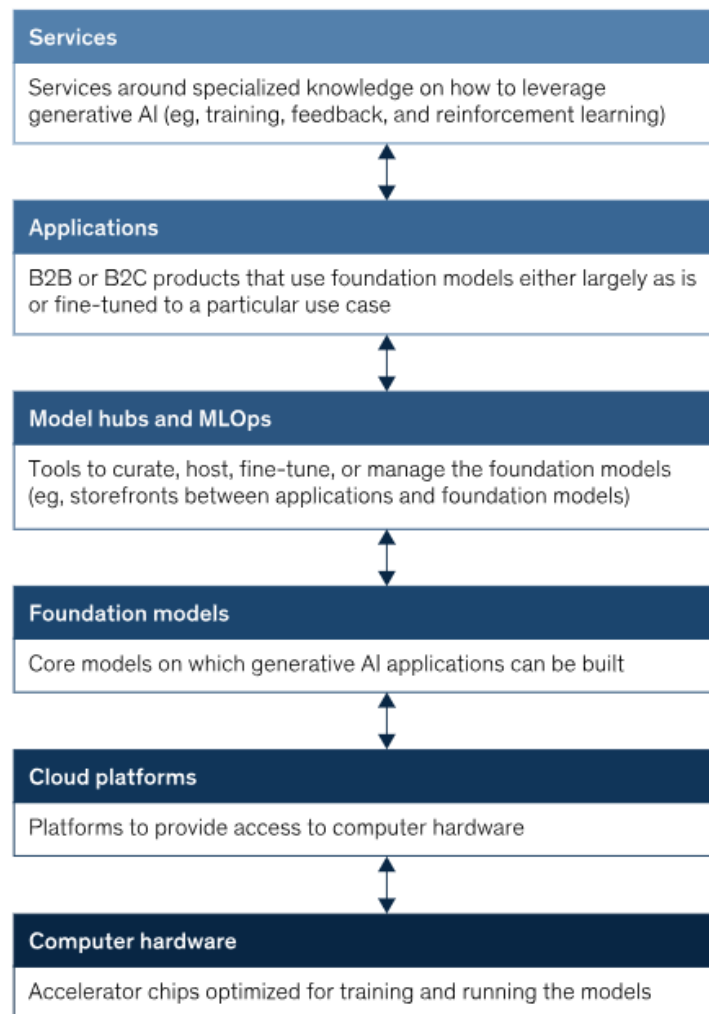 Services
Services around specialized knowledge on how to leverage
generative AI (eg, training, feedback, and reinforcement learning)
Applications
B2B or B2C products that use foundation models either largely as is
or fine-tuned to a particular use case
Model hubs and MLOps
Tools to curate, host, fine-tune, or manage the foundation models
(eg, storefronts between applications and foundation models)
Foundation models
Core models on which generative AI applications can be built
Cloud platforms
Platforms to provide access to computer hardware
Computer hardware
Accelerator chips optimized for training and running the models